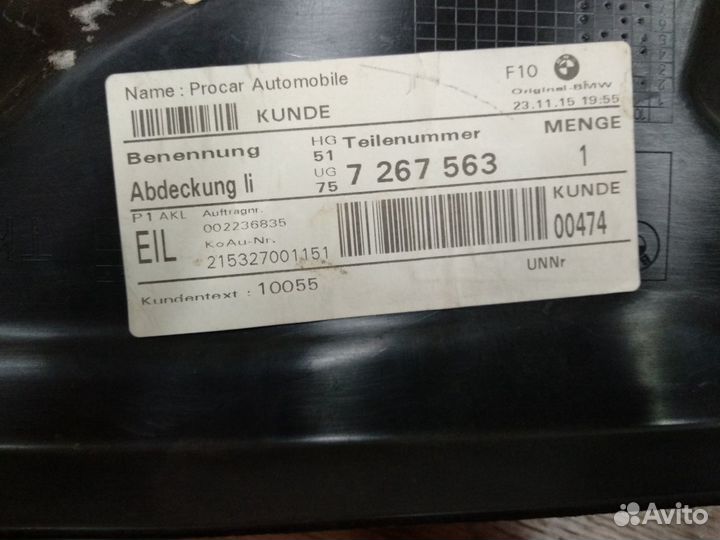 Name : Procar Automobile
F10
Original-BMW
KUNDE
23.11.15 19:55
Benennung
HG
51
Teilenummer
MENGE
Abdeckung li
UG
75
7 267 563
1
P1 AKL
Auftragnr.
002236835
KUNDE
EIL
KoAu-Nr.
215327001151
00474
UNNr
Kundentext : 10055
Avito